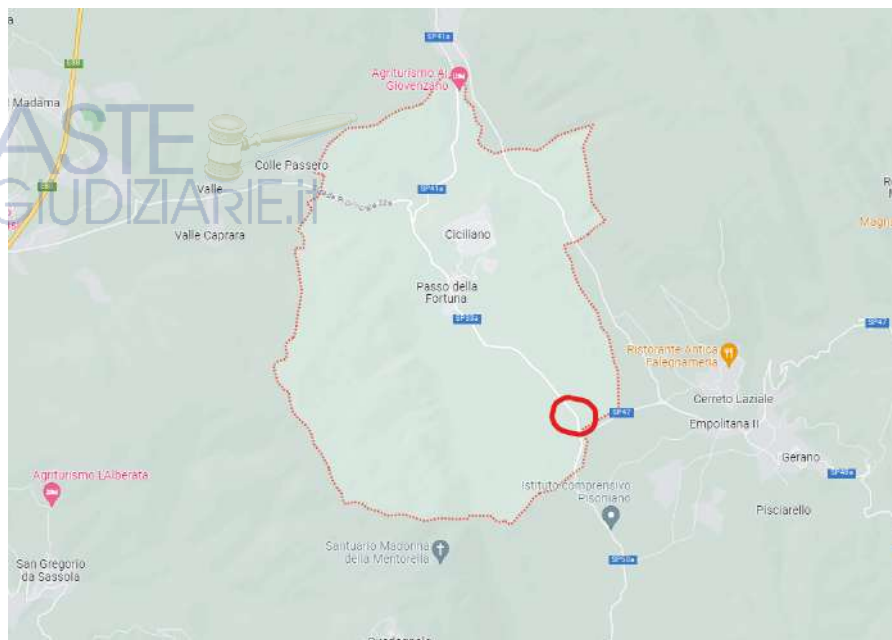 SP41a
E80
Agriturismo Al
Giovenzano
Madama
ASTE
GIUDIZIARIE.it
Colle Passero
Valle
SP41a
Valle Caprara
Ciciliano
Magn
Passo della
Fortuna
SP33a
SP47
Ristorante Antica
Falegnameria
Cerreto Laziale
SP47
Empolitana II
Gerano
Agriturismo L'Alberata
Istituto comprensivo
Pisoniano
Pisciarello
Santuario Madonna
della Mentorella
San Gregorio
da Sassola